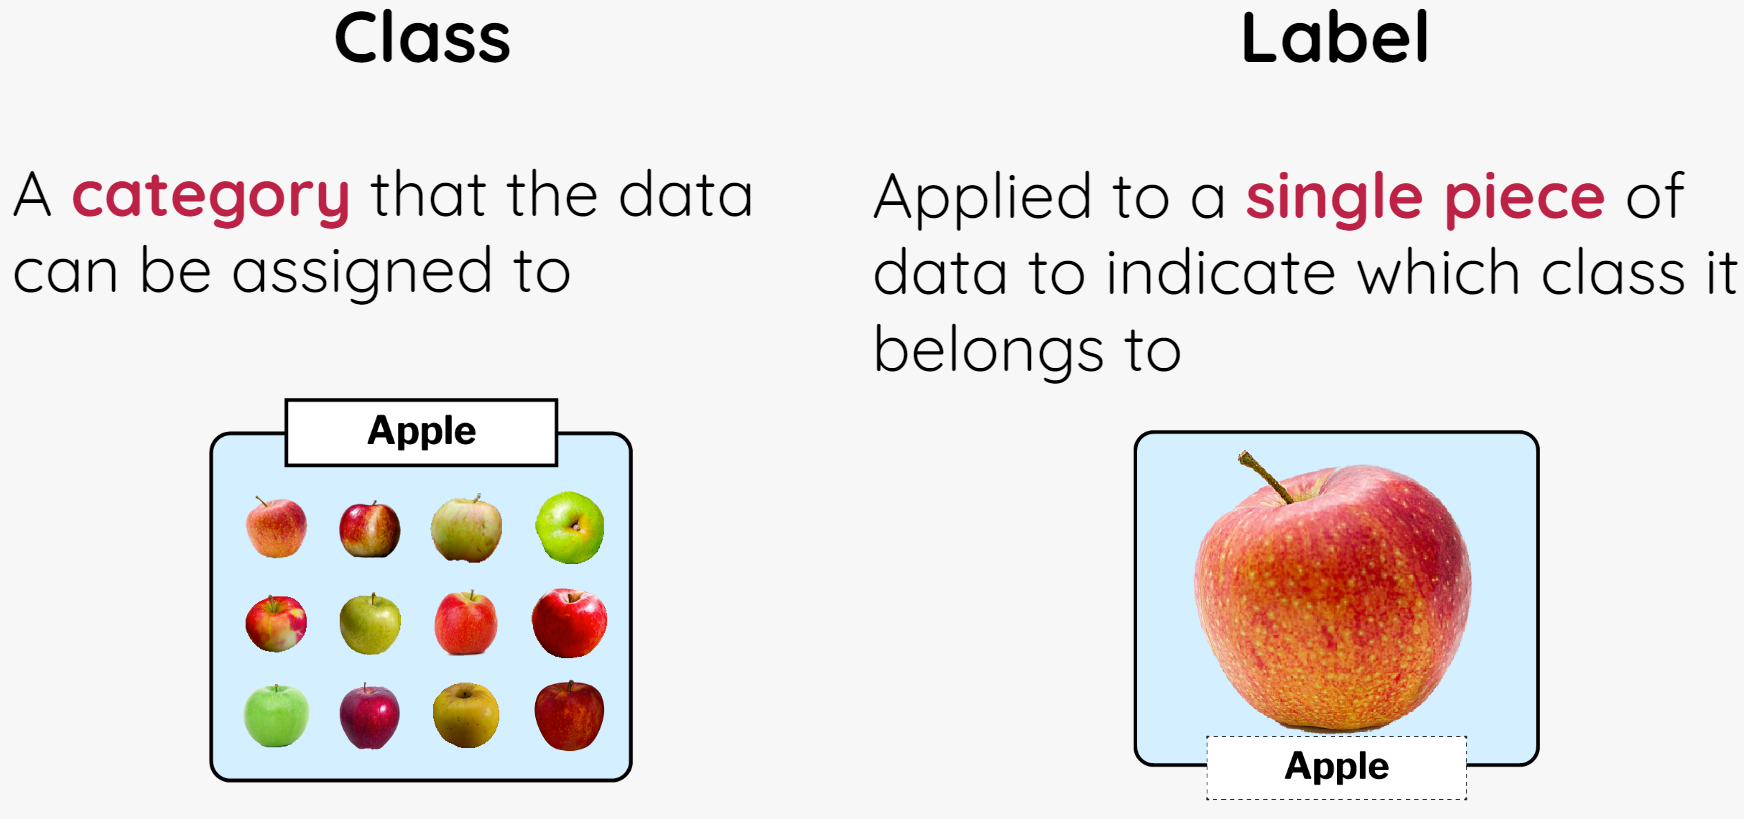 Class
A category that the data
can be assigned to
Apple
Label
Applied to a single piece of
data to indicate which class it
belongs to
Apple